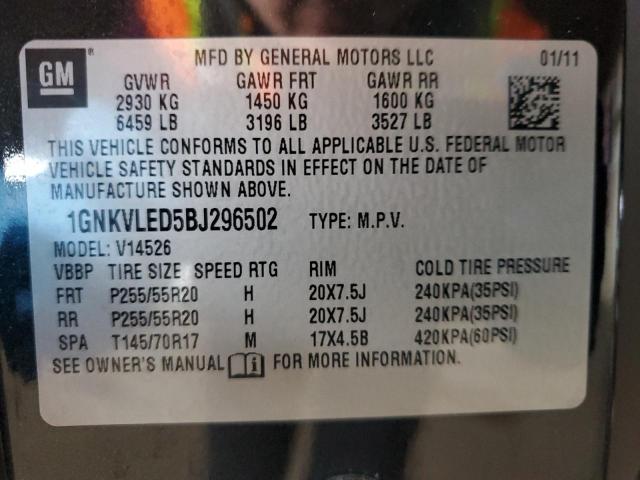 GM ® MFD BY GENERAL MOTORS LLC 01/11
GVWR GAWR FRT GAWR RR
2930 KG 1450 KG 1600 KG
6459 LB 3196 LB 3527 LB
THIS VEHICLE CONFORMS TO ALL APPLICABLE U.S. FEDERAL MOTOR
VEHICLE SAFETY STANDARDS IN EFFECT ON THE DATE OF
MANUFACTURE SHOWN ABOVE.
1GNKVLED5BJ296502 TYPE: M.P.V.
MODEL: V14526
VBBP TIRE SIZE SPEED RTG RIM COLD TIRE PRESSURE
FRT P255/55R20 H 20X7.5J 240KPA(35PSI)
RR P255/55R20 H 20X7.5J 240KPA(35PSI)
SPA T145/70R17 M 17X4.5B 420KPA(60PSI)
SEE OWNER'S MANUAL i FOR MORE INFORMATION.